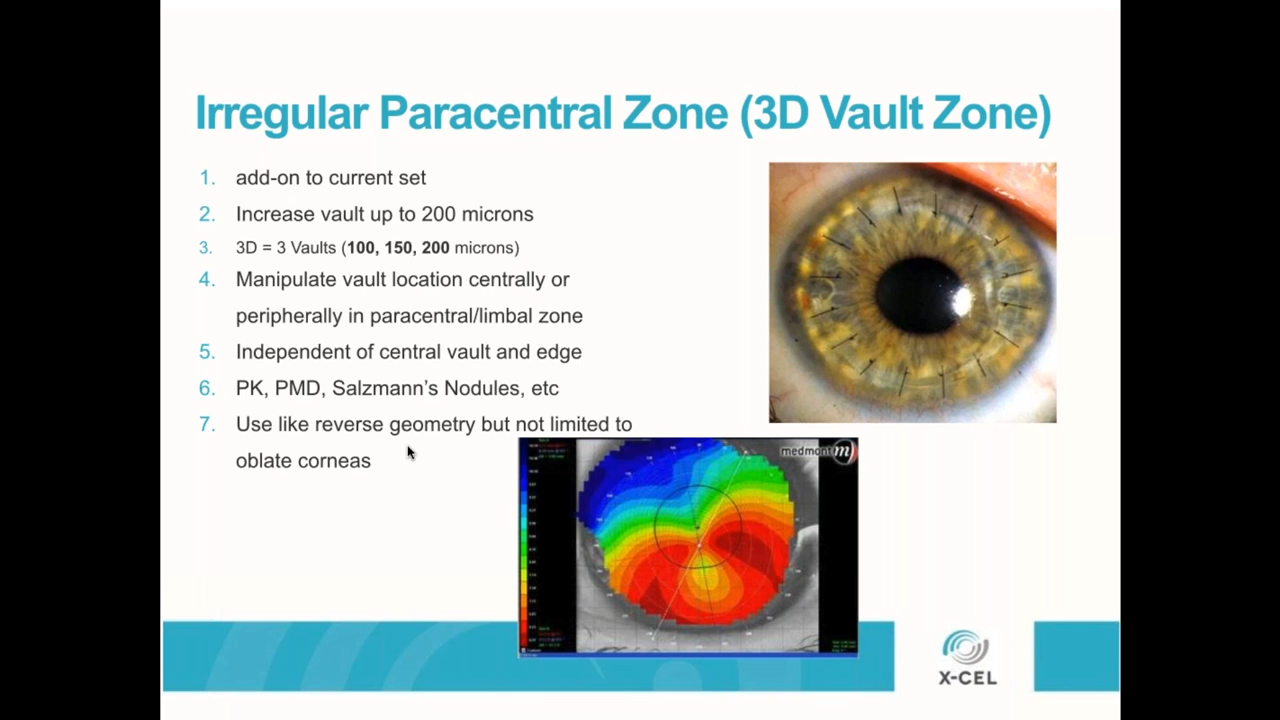 Irregular Paracentral Zone (3D Vault Zone)
1. add-on to current set
2. Increase vault up to 200 microns
3. 3D = 3 Vaults (100, 150, 200 microns)
4. Manipulate vault location centrally or
peripherally in paracentral/limbal zone
5. Independent of central vault and edge
6. PK, PMD, Salzmann’s Nodules, etc
7. Use like reverse geometry but not limited to
oblate corneas
medmont m
X-CEL